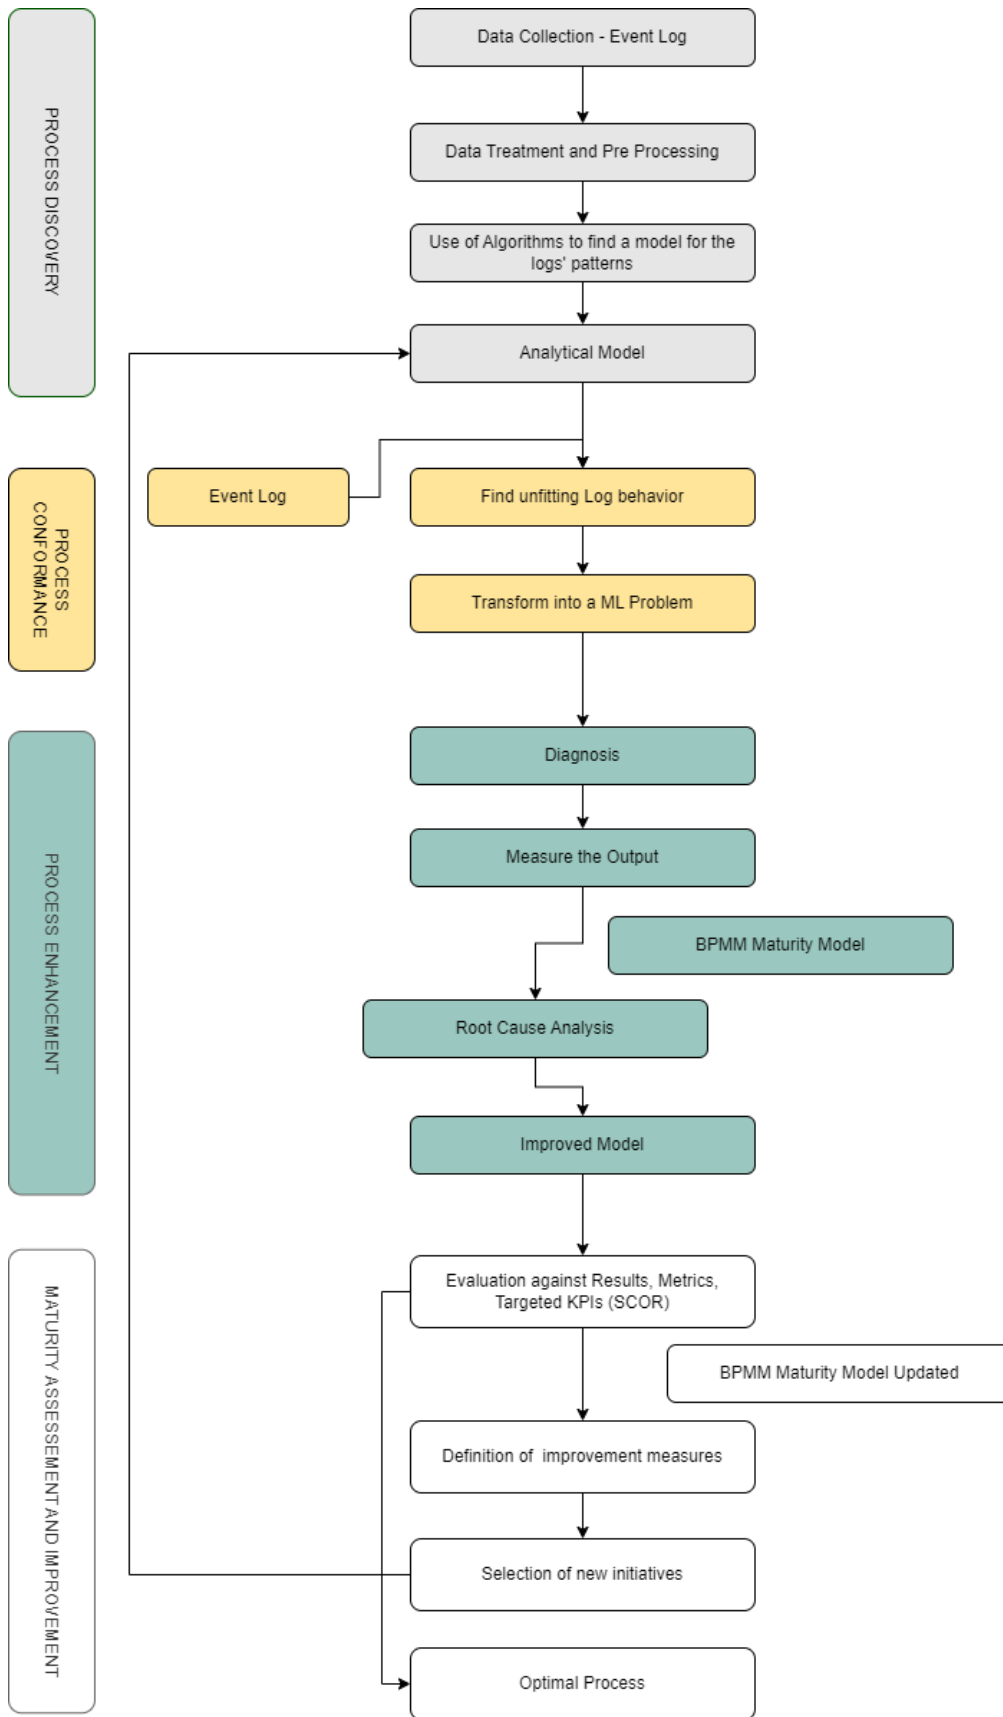 PROCESS DISCOVERY
Data Collection - Event Log
Data Treatment and Pre Processing
Use of Algorithms to find a model for the
logs' patterns
Analytical Model
PROCESS
CONFORMANCE
Event Log
Find unfitting Log behavior
Transform into a ML Problem
PROCESS ENHANCEMENT
Diagnosis
Measure the Output
BPMM Maturity Model
Root Cause Analysis
Improved Model
MATURITY ASSESSEMENT AND IMPROVEMENT
Evaluation against Results, Metrics,
Targeted KPIs (SCOR)
BPMM Maturity Model Updated
Definition of improvement measures
Selection of new initiatives
Optimal Process